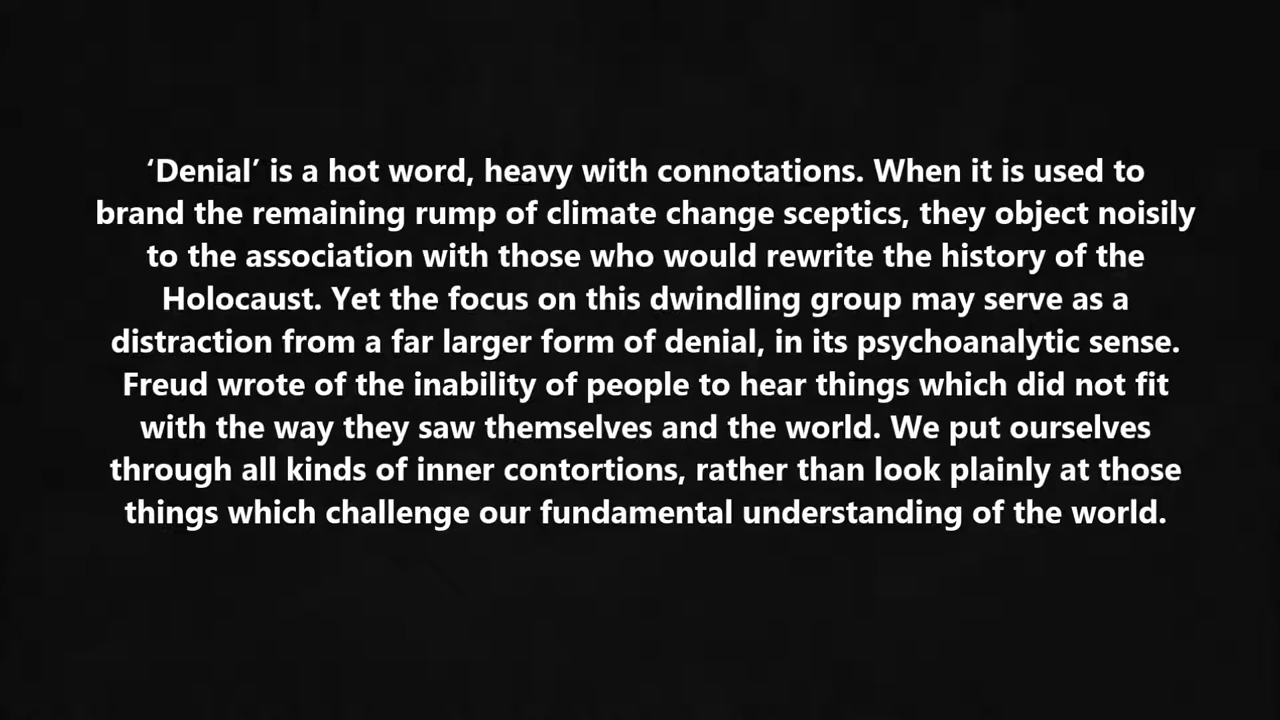 ‘Denial’ is a hot word, heavy with connotations. When it is used to
brand the remaining rump of climate change sceptics, they object noisily
to the association with those who would rewrite the history of the
Holocaust. Yet the focus on this dwindling group may serve as a
distraction from a far larger form of denial, in its psychoanalytic sense.
Freud wrote of the inability of people to hear things which did not fit
with the way they saw themselves and the world. We put ourselves
through all kinds of inner contortions, rather than look plainly at those
things which challenge our fundamental understanding of the world.